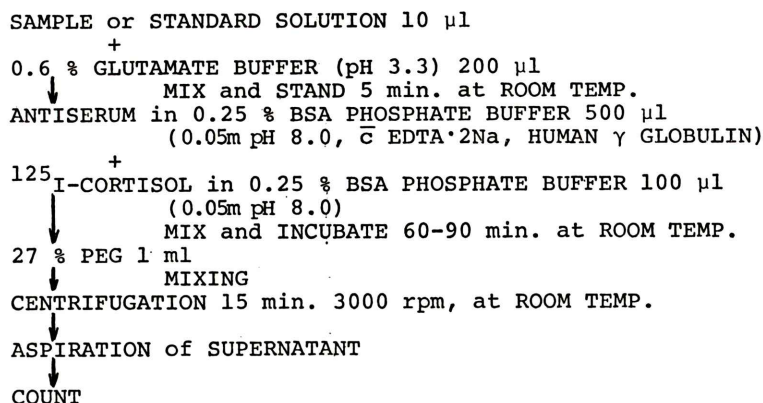 SAMPLE or STANDARD SOLUTION 10 µl
+
0.6 % GLUTAMATE BUFFER (pH 3.3) 200 µl
MIX and STAND 5 min. at ROOM TEMP.
ANTISERUM in 0.25 % BSA PHOSPHATE BUFFER 500 µl
(0.05m pH 8.0, c̅ EDTA·2Na, HUMAN γ GLOBULIN)
+
125I-CORTISOL in 0.25 % BSA PHOSPHATE BUFFER 100 µl
(0.05m pH 8.0)
MIX and INCUBATE 60-90 min. at ROOM TEMP.
27 % PEG 1 ml
MIXING
CENTRIFUGATION 15 min. 3000 rpm, at ROOM TEMP.
ASPIRATION of SUPERNATANT
COUNT